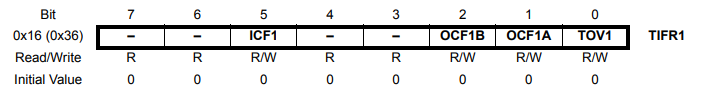 Bit 7 6 5 4 3 2 1 0
0x16 (0x36) – – ICF1 – – OCF1B OCF1A TOV1 TIFR1
Read/Write R R R/W R R R/W R/W R/W
Initial Value 0 0 0 0 0 0 0 0